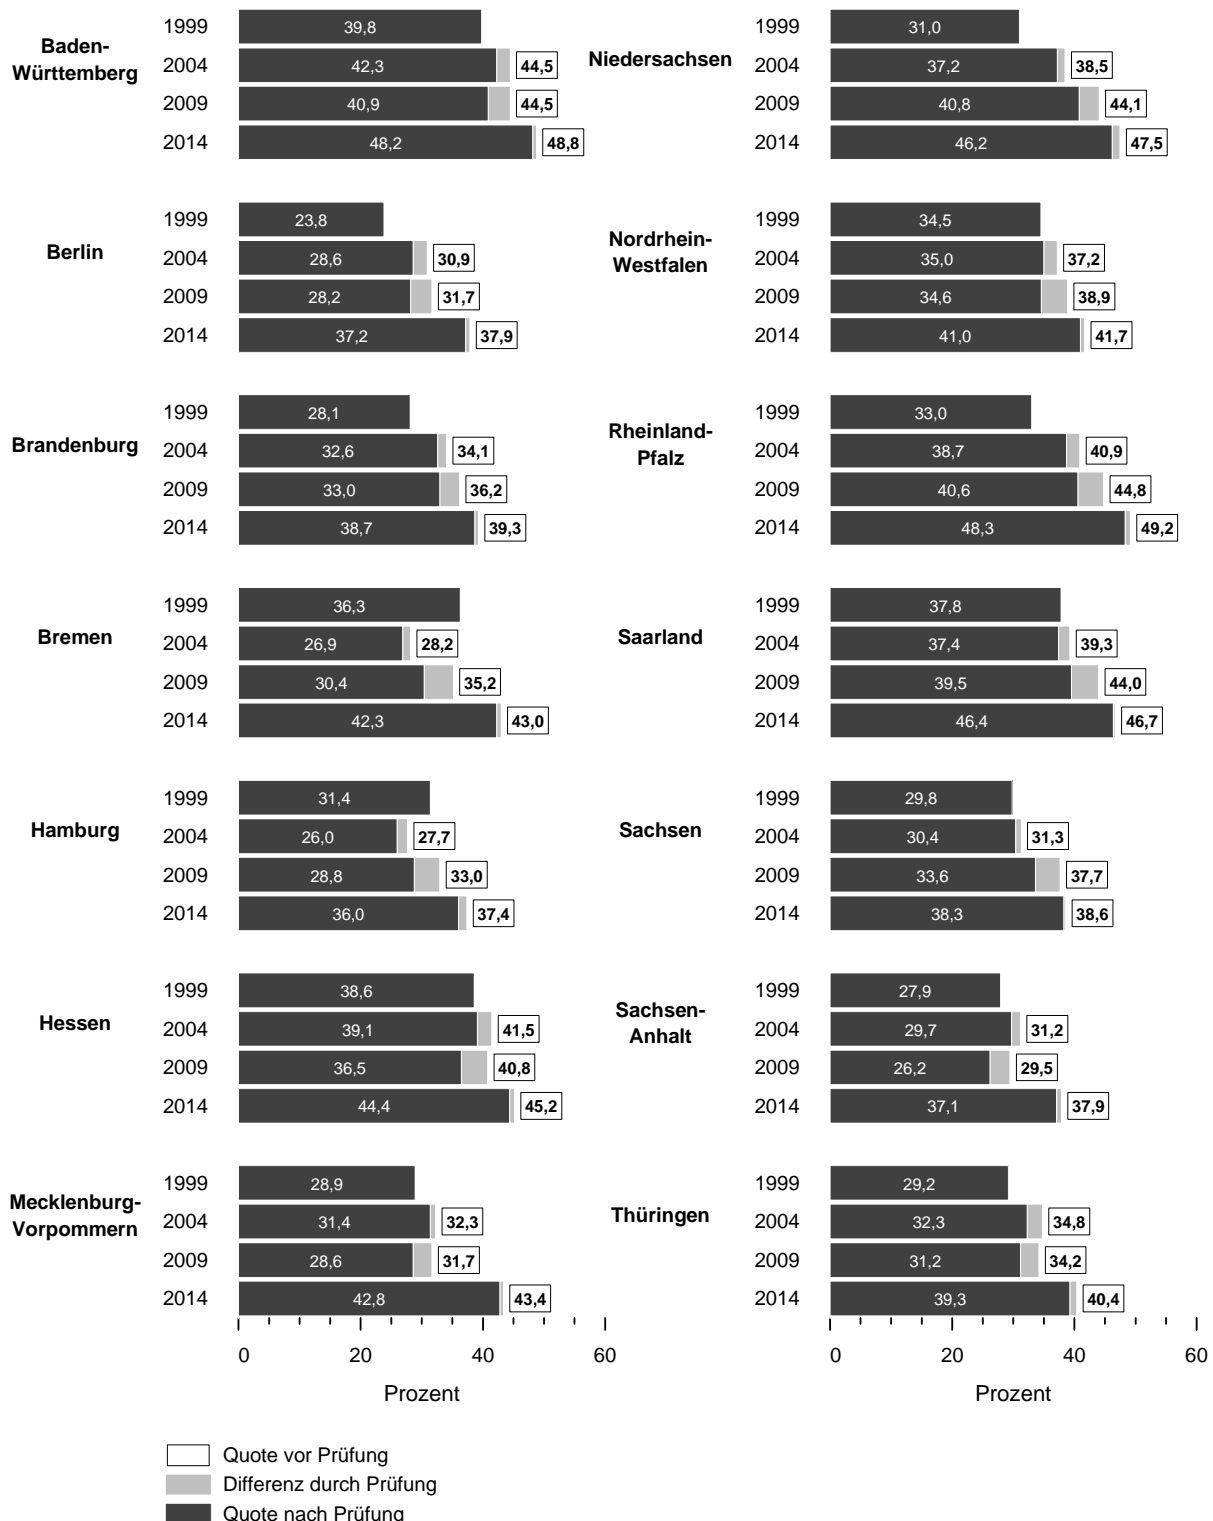 Baden-
Württemberg
1999 39,8
2004 42,3 44,5
2009 40,9 44,5
2014 48,2 48,8
Berlin
1999 23,8
2004 28,6 30,9
2009 28,2 31,7
2014 37,2 37,9
Brandenburg
1999 28,1
2004 32,6 34,1
2009 33,0 36,2
2014 38,7 39,3
Bremen
1999 36,3
2004 26,9 28,2
2009 30,4 35,2
2014 42,3 43,0
Hamburg
1999 31,4
2004 26,0 27,7
2009 28,8 33,0
2014 36,0 37,4
Hessen
1999 38,6
2004 39,1 41,5
2009 36,5 40,8
2014 44,4 45,2
Mecklenburg-
Vorpommern
1999 28,9
2004 31,4 32,3
2009 28,6 31,7
2014 42,8 43,4
0 20 40 60
Prozent
Niedersachsen
1999 31,0
2004 37,2 38,5
2009 40,8 44,1
2014 46,2 47,5
Nordrhein-
Westfalen
1999 34,5
2004 35,0 37,2
2009 34,6 38,9
2014 41,0 41,7
Rheinland-
Pfalz
1999 33,0
2004 38,7 40,9
2009 40,6 44,8
2014 48,3 49,2
Saarland
1999 37,8
2004 37,4 39,3
2009 39,5 44,0
2014 46,4 46,7
Sachsen
1999 29,8
2004 30,4 31,3
2009 33,6 37,7
2014 38,3 38,6
Sachsen-
Anhalt
1999 27,9
2004 29,7 31,2
2009 26,2 29,5
2014 37,1 37,9
Thüringen
1999 29,2
2004 32,3 34,8
2009 31,2 34,2
2014 39,3 40,4
0 20 40 60
Prozent
Quote vor Prüfung
Differenz durch Prüfung
Quote nach Prüfung